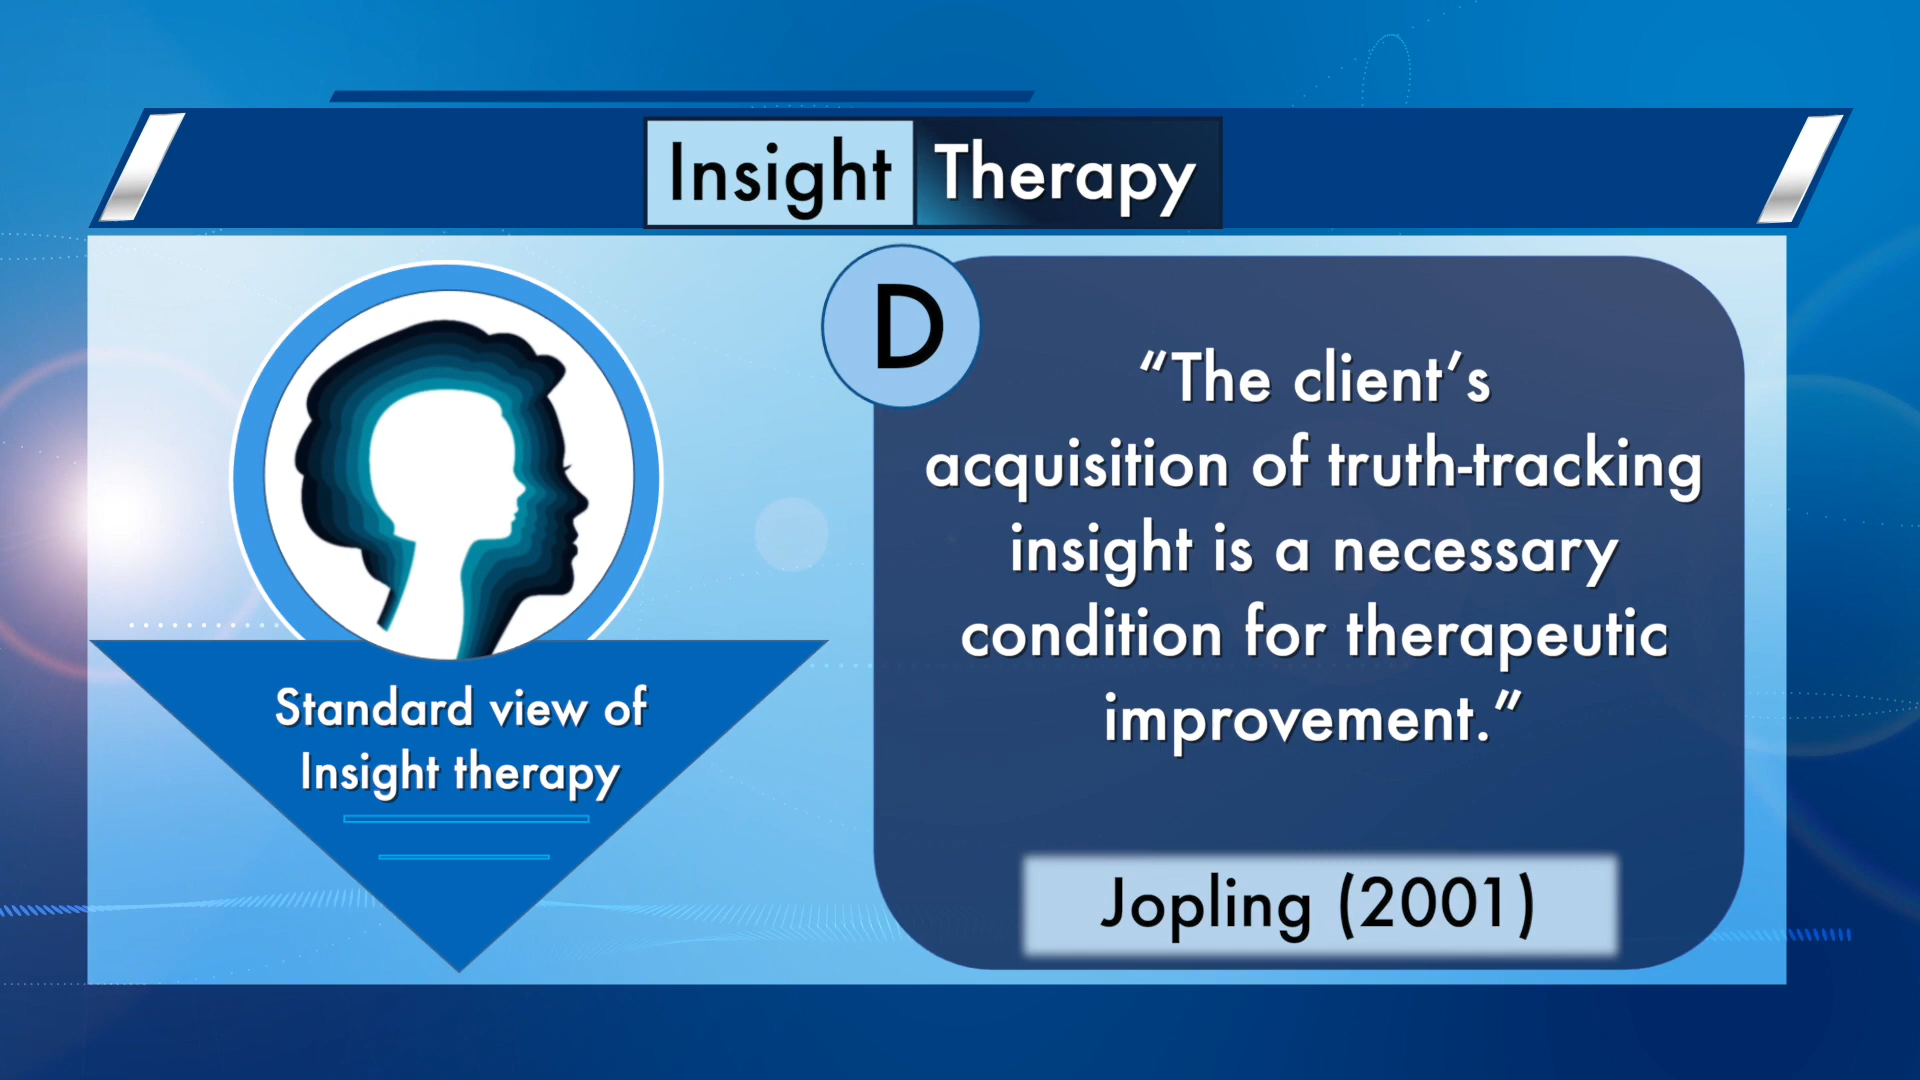 Insight Therapy
Standard view of
Insight therapy
D
“The client’s
acquisition of truth-tracking
insight is a necessary
condition for therapeutic
improvement.”
Jopling (2001)